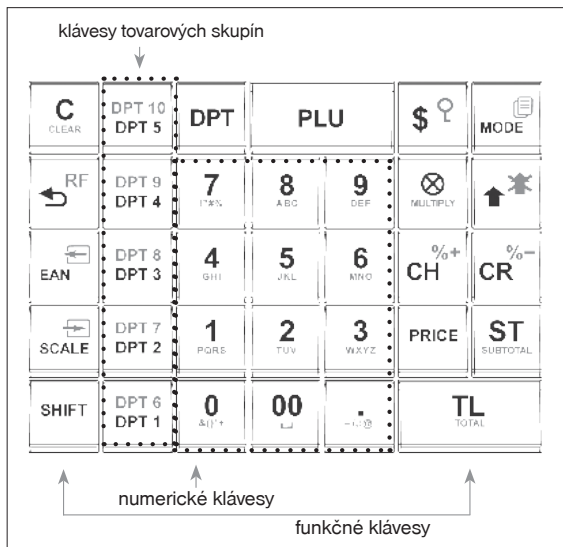 klávesy tovarových skupín
C DPT 10 DPT PLU $ MODE
CLEAR DPT 5
RF DPT 9 7 8 9 MULTIPLY
DPT 4 ABC DEF
EAN DPT 8 4 5 6 CH %+ CR %-
DPT 3 GHI JKL MNO
SCALE DPT 7 1 2 3 PRICE ST
DPT 2 PQRS TUV WXYZ SUBTOTAL
SHIFT DPT 6 0 00 . TL
DPT 1 TOTAL
numerické klávesy
funkčné klávesy